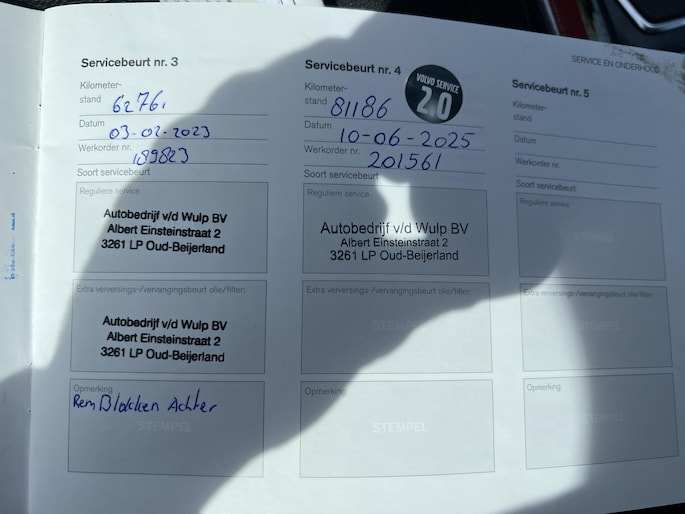 SERVICE EN ONDERHOUD
Servicebeurt nr. 3
Kilometer-
stand 6276,
Datum 03-02-2023
Werkorder nr. 189823
Soort servicebeurt
Reguliere service
Autobedrijf v/d Wulp BV
Albert Einsteinstraat 2
3261 LP Oud-Beijerland
Extra verversings-/vervangingsbeurt olie/filter:
Autobedrijf v/d Wulp BV
Albert Einsteinstraat 2
3261 LP Oud-Beijerland
Opmerking
Rem Blokken Achter
STEMPEL
Servicebeurt nr. 4
VOLVO SERVICE
2.0
Kilometer-
stand 81186
Datum 10-06-2025
Werkorder nr. 201561
Soort servicebeurt
Reguliere service
Autobedrijf v/d Wulp BV
Albert Einsteinstraat 2
3261 LP Oud-Beijerland
Extra verversings-/vervangingsbeurt olie/filter:
STEMPEL
Opmerking
STEMPEL
Servicebeurt nr. 5
Kilometer-
stand
Datum
Werkorder nr.
Soort servicebeurt
Reguliere service
STEMPEL
Extra verversings-/vervangingsbeurt olie/filter:
STEMPEL
Opmerking
STEMPEL